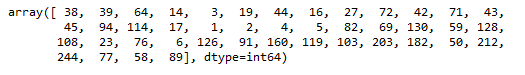 array([ 38, 39, 64, 14, 3, 19, 44, 16, 27, 72, 42, 71, 43,
45, 94, 114, 17, 1, 2, 4, 5, 82, 69, 130, 59, 128,
108, 23, 76, 6, 126, 91, 160, 119, 103, 203, 182, 50, 212,
244, 77, 58, 89], dtype=int64)